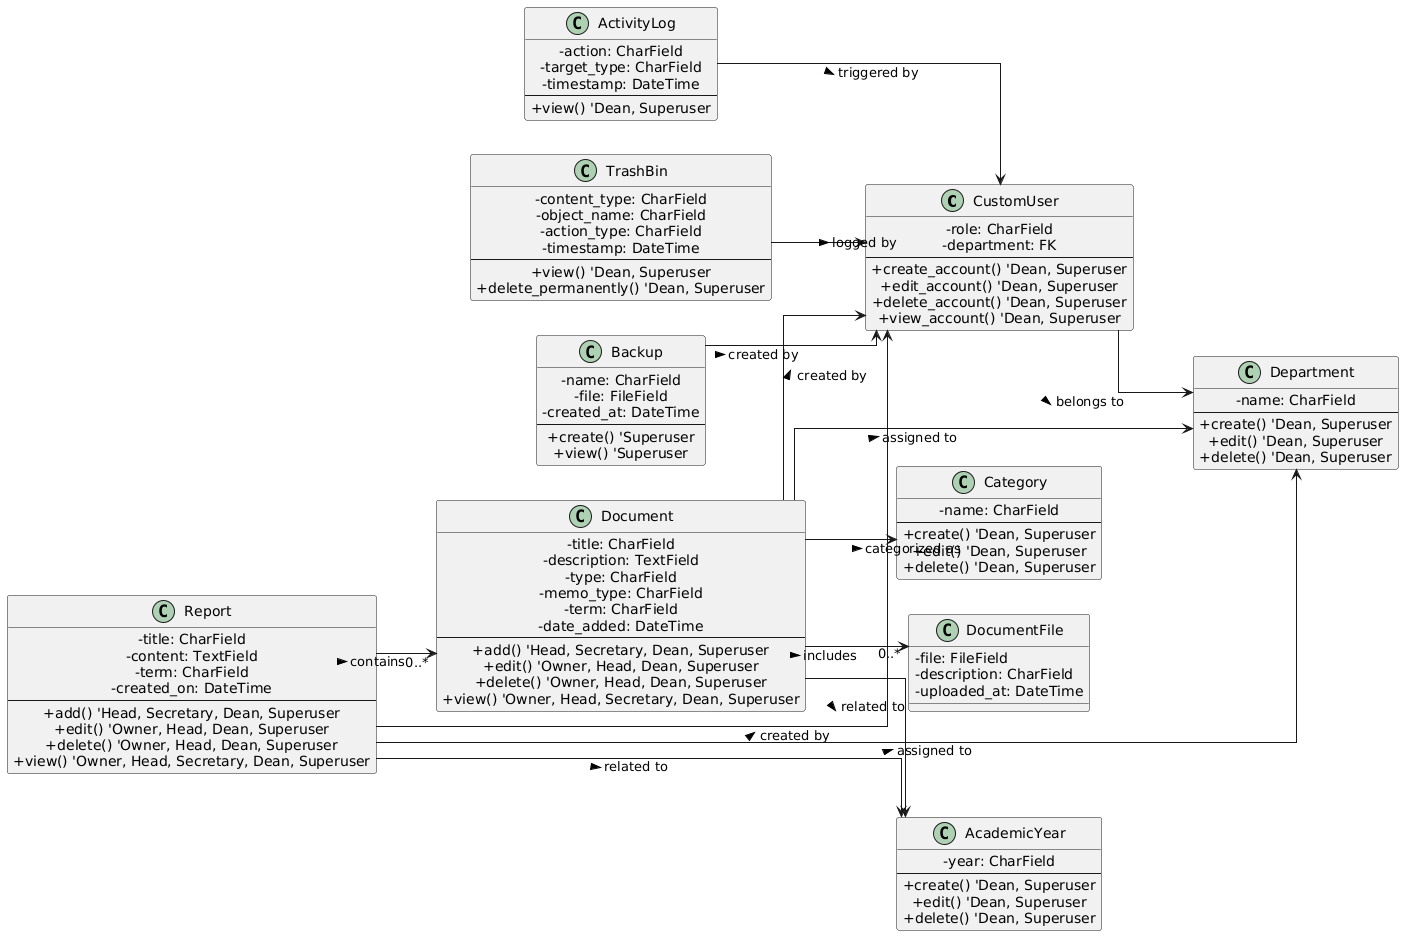 ActivityLog
-action: CharField
-target_type: CharField
-timestamp: DateTime
+view() 'Dean, Superuser
triggered by
TrashBin
-content_type: CharField
-object_name: CharField
-action_type: CharField
-timestamp: DateTime
+view() 'Dean, Superuser
+delete_permanently() 'Dean, Superuser
logged by
CustomUser
-role: CharField
-department: FK
+create_account() 'Dean, Superuser
+edit_account() 'Dean, Superuser
+delete_account() 'Dean, Superuser
+view_account() 'Dean, Superuser
Backup
-name: CharField
-file: FileField
-created_at: DateTime
+create() 'Superuser
+view() 'Superuser
created by
created by
belongs to
Department
-name: CharField
+create() 'Dean, Superuser
+edit() 'Dean, Superuser
+delete() 'Dean, Superuser
assigned to
Category
-name: CharField
+create() 'Dean, Superuser
+edit() 'Dean, Superuser
+delete() 'Dean, Superuser
categorized as
Document
-title: CharField
-description: TextField
-type: CharField
-memo_type: CharField
-term: CharField
-date_added: DateTime
+add() 'Head, Secretary, Dean, Superuser
+edit() 'Owner, Head, Dean, Superuser
+delete() 'Owner, Head, Dean, Superuser
+view() 'Owner, Head, Secretary, Dean, Superuser
Report
-title: CharField
-content: TextField
-term: CharField
-created_on: DateTime
+add() 'Head, Secretary, Dean, Superuser
+edit() 'Owner, Head, Dean, Superuser
+delete() 'Owner, Head, Dean, Superuser
+view() 'Owner, Head, Secretary, Dean, Superuser
contains
0..*
includes
0..*
DocumentFile
-file: FileField
-description: CharField
-uploaded_at: DateTime
related to
created by
assigned to
related to
AcademicYear
-year: CharField
+create() 'Dean, Superuser
+edit() 'Dean, Superuser
+delete() 'Dean, Superuser